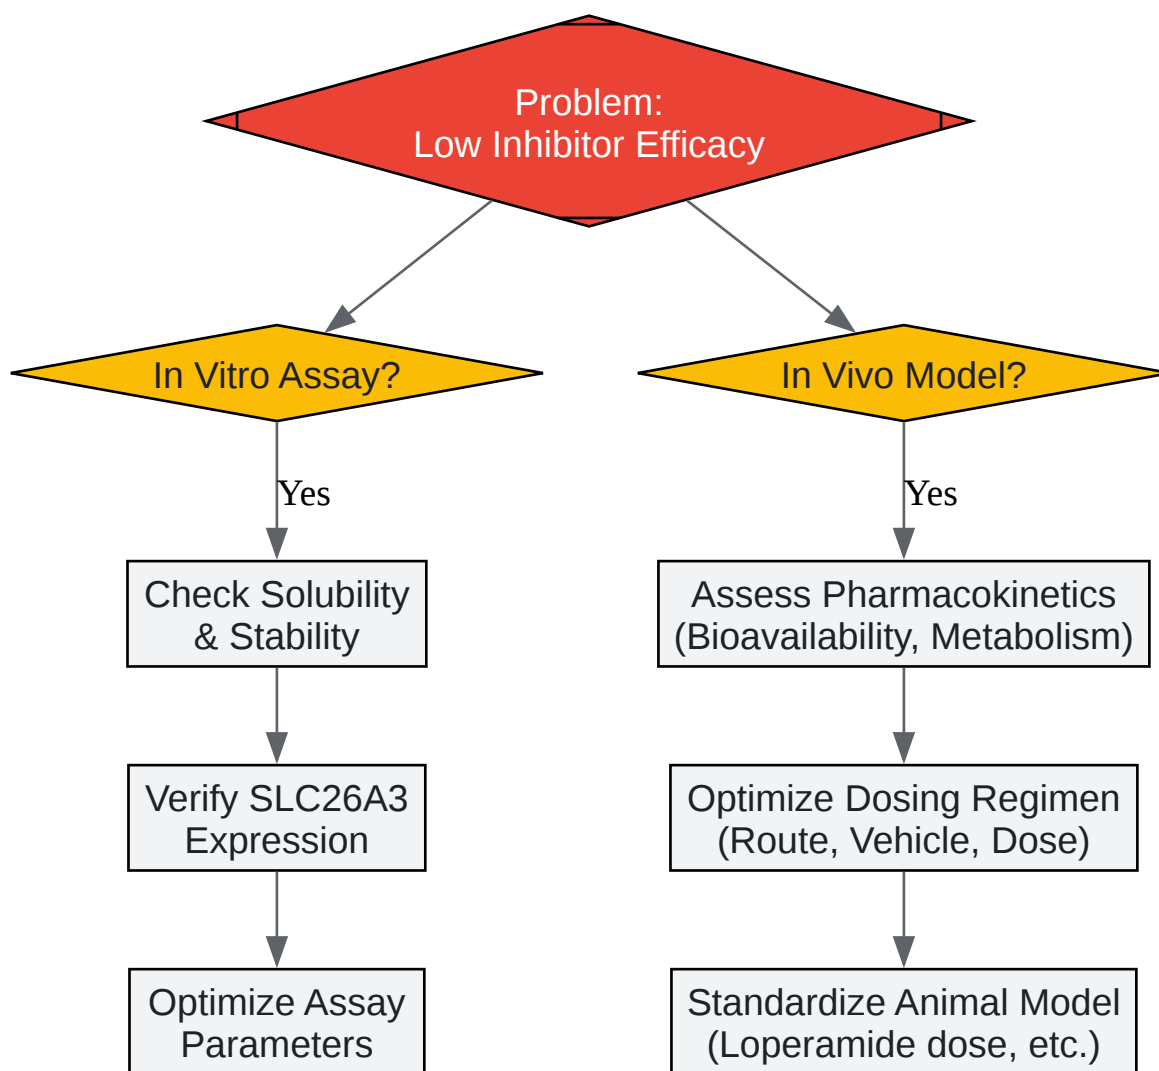 Problem:
Low Inhibitor Efficacy
In Vitro Assay?
In Vivo Model?
Yes
Yes
Check Solubility
& Stability
Assess Pharmacokinetics
(Bioavailability, Metabolism)
Verify SLC26A3
Expression
Optimize Dosing Regimen
(Route, Vehicle, Dose)
Optimize Assay
Parameters
Standardize Animal Model
(Loperamide dose, etc.)